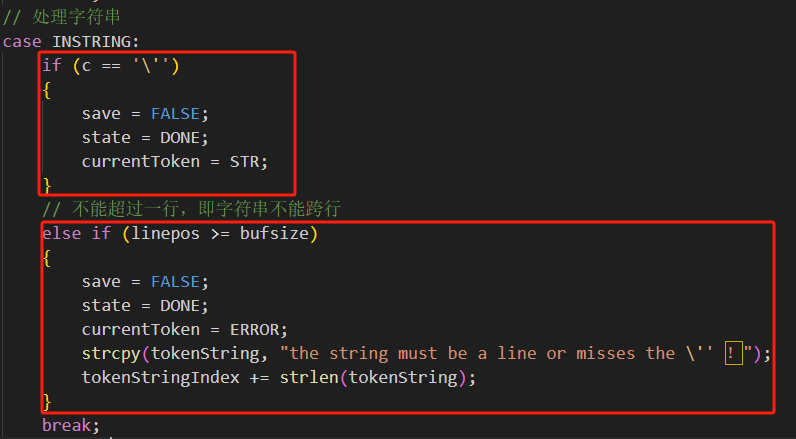 // 处理字符串
case INSTRING:
if (c == '\'')
{
save = FALSE;
state = DONE;
currentToken = STR;
}
// 不能超过一行，即字符串不能跨行
else if (linepos >= bufsize)
{
save = FALSE;
state = DONE;
currentToken = ERROR;
strcpy(tokenString, "the string must be a line or misses the \'' ！");
tokenStringIndex += strlen(tokenString);
}
break;